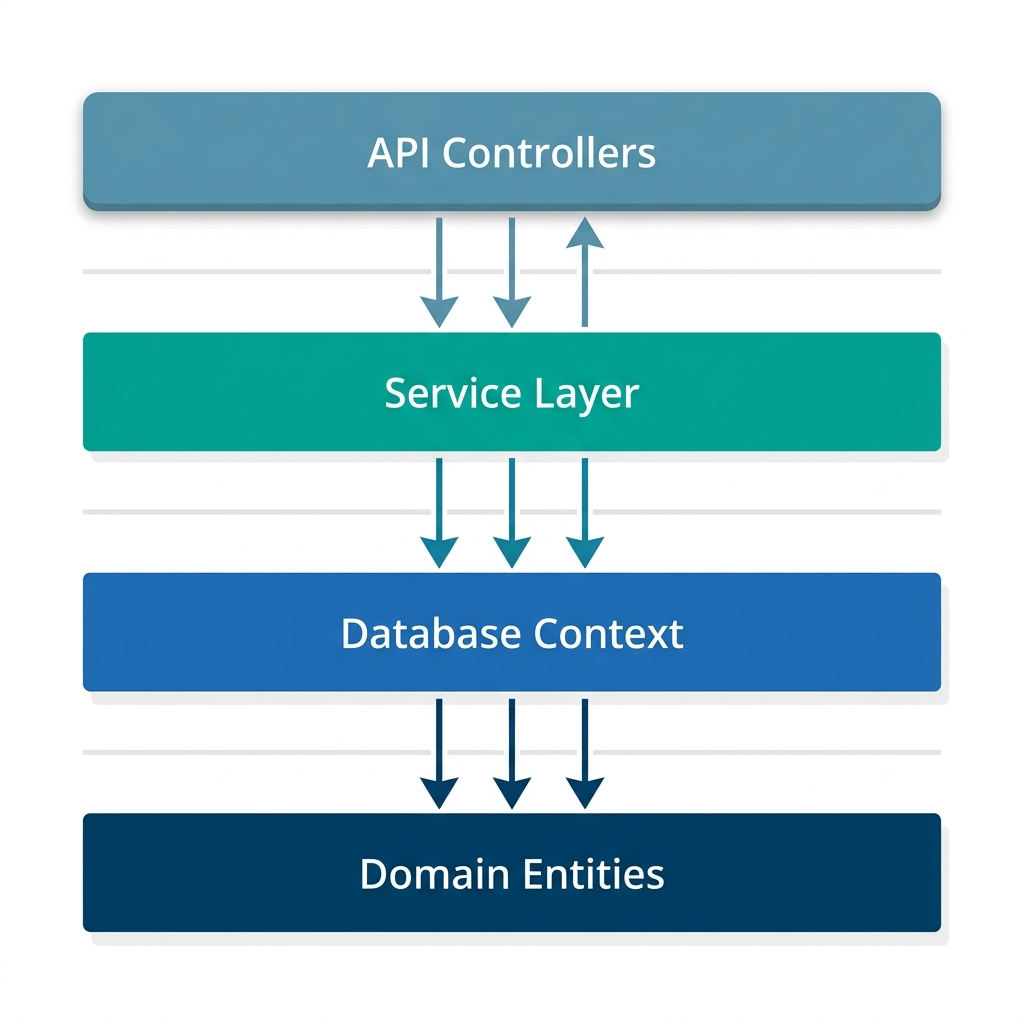 API Controllers
Service Layer
Database Context
Domain Entities